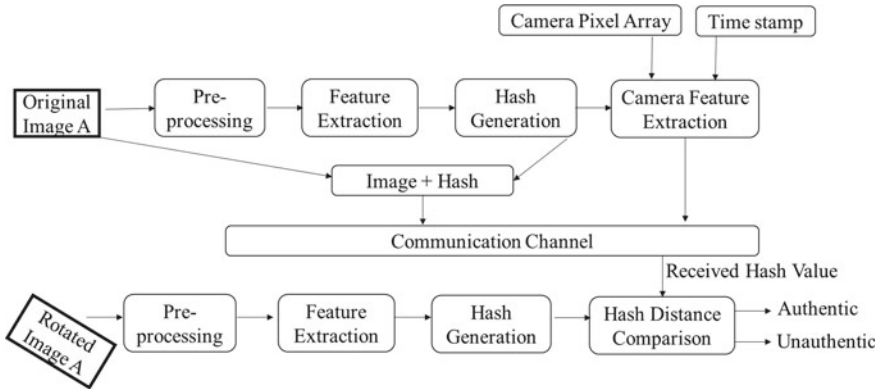 Camera Pixel Array
Time stamp
Original
Image A
Pre-
processing
Feature
Extraction
Hash
Generation
Camera Feature
Extraction
Image + Hash
Communication Channel
Received Hash Value
Rotated
Image A
Pre-
processing
Feature
Extraction
Hash
Generation
Hash Distance
Comparison
Authentic
Unauthentic